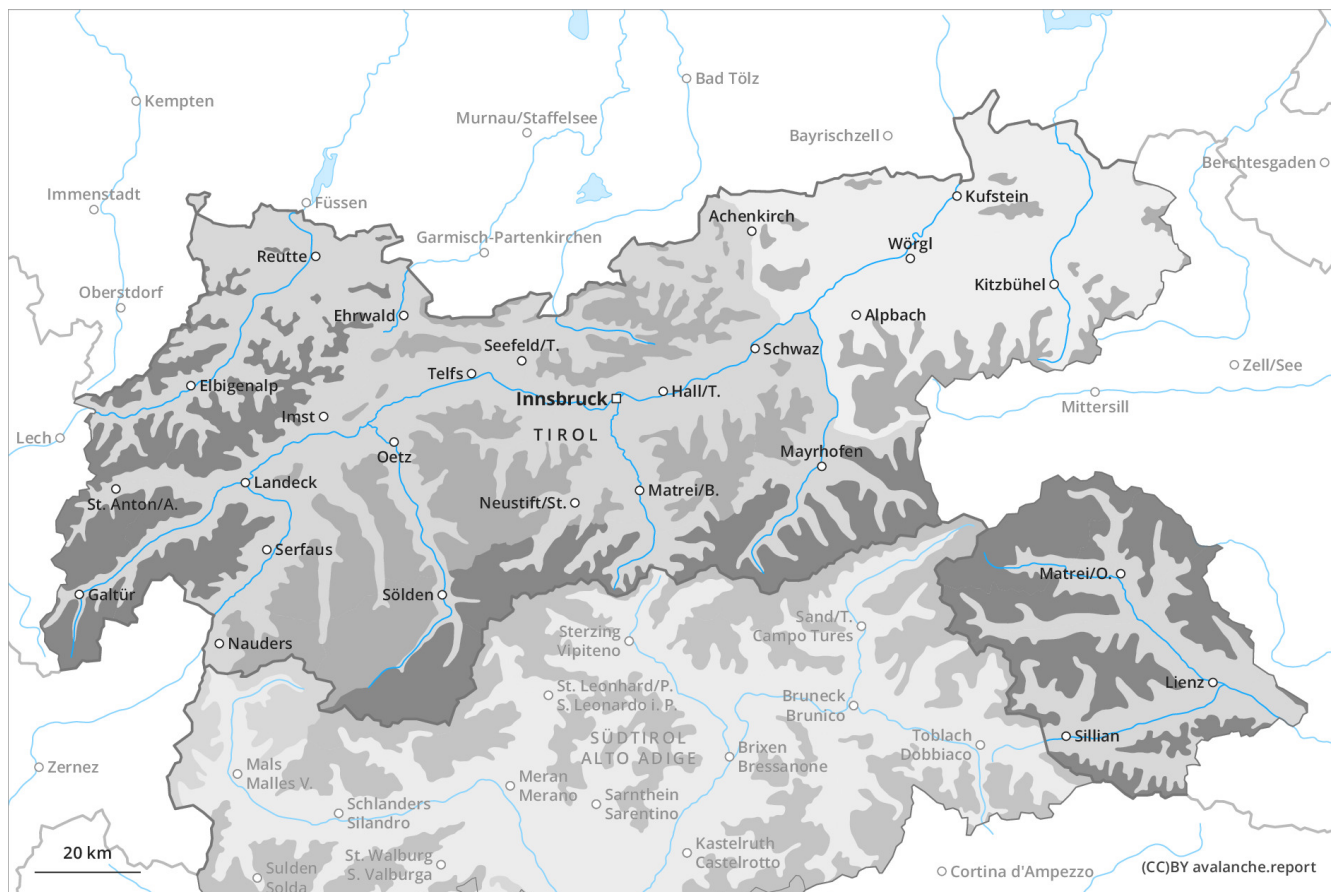 Bad Tölz
Kempten
Murnau/Staffelsee
Bayrischzell
Berchtesgaden
Immenstadt
Füssen
Kufstein
Achenkirch
Garmisch-Partenkirchen
Wörgl
Reutte
Kitzbühel
Oberstdorf
Ehrwald
Alpbach
Seefeld/T.
Schwaz
Telfs
Zell/See
Elbigenalp
Innsbruck
Hall/T.
Mittersill
Imst
TIROL
Lech
Oetz
Mayrhofen
Landeck
Matrei/B.
St. Anton/A.
Neustift/St.
Serfaus
Matrei/O.
Galtür
Sölden
Sand/T.
Campo Tures
Sterzing
Vipiteno
Nauders
Lienz
St. Leonhard/P.
S. Leonardo i. P.
Bruneck
Brunico
SÜDTIROL
ALTO ADIGE
Toblach
Dobbiaco
Sillian
Brixen
Bressanone
Zernez
Mals
Malles V.
Meran
Merano
Sarnthein
Sarentino
Schlanders
Silandro
20 km
St. Walburg
S. Valburga
Kastelruth
Castelrotto
Sulden
Solda
Cortina d'Ampezzo
(CC)BY avalanche.report